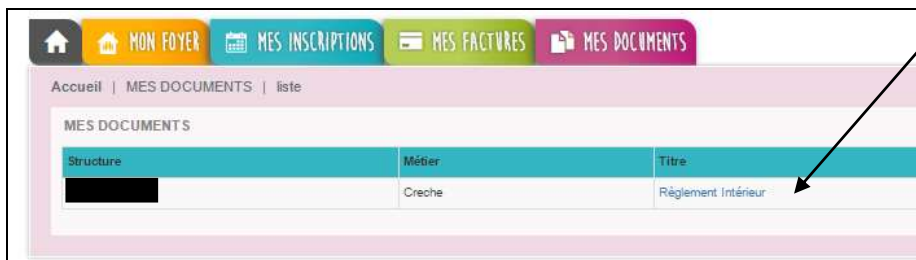 MON FOYER MES INSCRIPTIONS MES FACTURES MES DOCUMENTS
Accueil | MES DOCUMENTS | liste
MES DOCUMENTS
Structure Métier Titre
Creche Règlement Intérieur